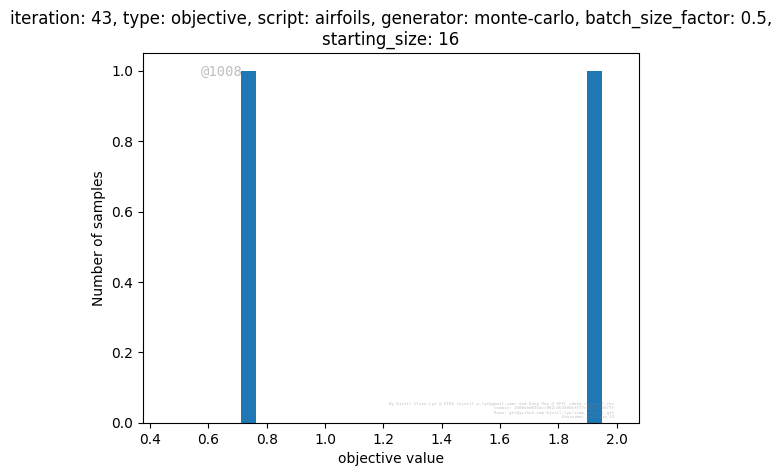 iteration: 43, type: objective, script: airfoils, generator: monte-carlo, batch_size_factor: 0.5,
starting_size: 16
@1008
1.0
0.8
0.6
0.4
0.2
0.0
Number of samples
0.4 0.6 0.8 1.0 1.2 1.4 1.6 1.8 2.0
objective value